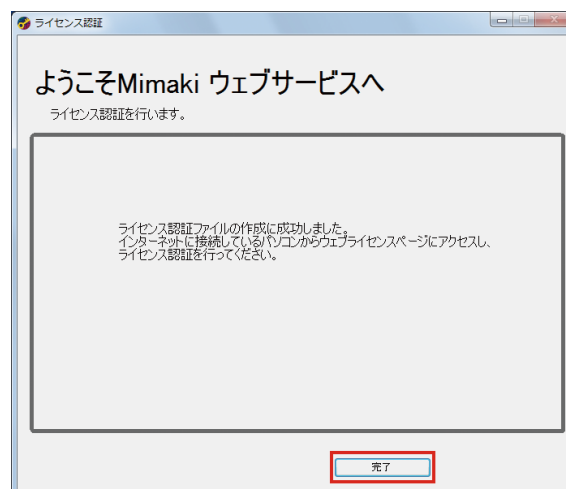 ライセンス認証
ようこそMimaki ウェブサービスへ
ライセンス認証を行います。
ライセンス認証ファイルの作成に成功しました。
インターネットに接続しているパソコンからウェブライセンスページにアクセスし、
ライセンス認証を行ってください。
完了